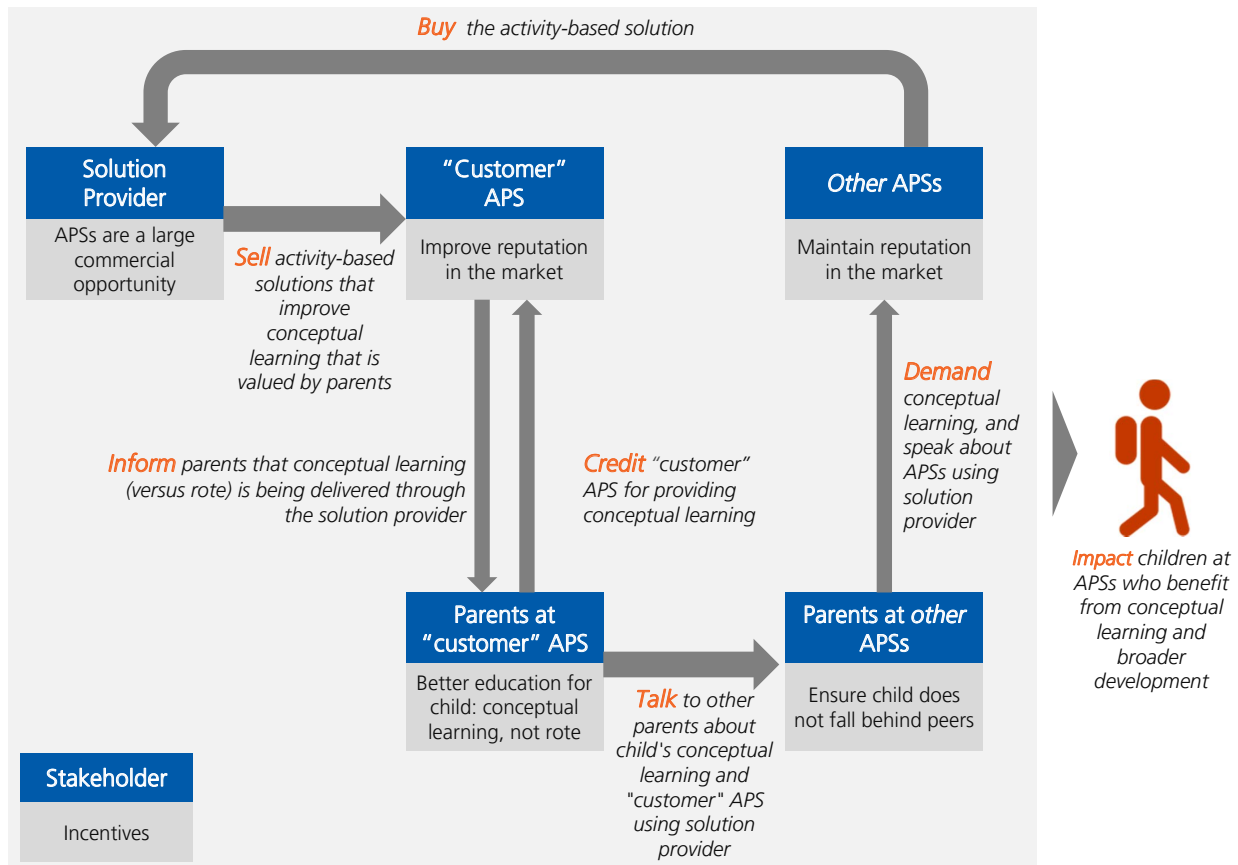 Buy the activity-based solution
Solution
Provider
APSs are a large
commercial
opportunity
Sell activity-based
solutions that
improve
conceptual
learning that is
valued by parents
“Customer”
APS
Improve reputation
in the market
Other APSs
Maintain reputation
in the market
Inform parents that conceptual learning
(versus rote) is being delivered through
the solution provider
Credit “customer”
APS for providing
conceptual learning
Demand
conceptual
learning, and
speak about
APSs using
solution
provider
Impact children at
APSs who benefit
from conceptual
learning and
broader
development
Parents at
“customer” APS
Better education for
child: conceptual
learning, not rote
Talk to other
parents about
child's conceptual
learning and
"customer" APS
using solution
provider
Parents at other
APSs
Ensure child does
not fall behind peers
Stakeholder
Incentives